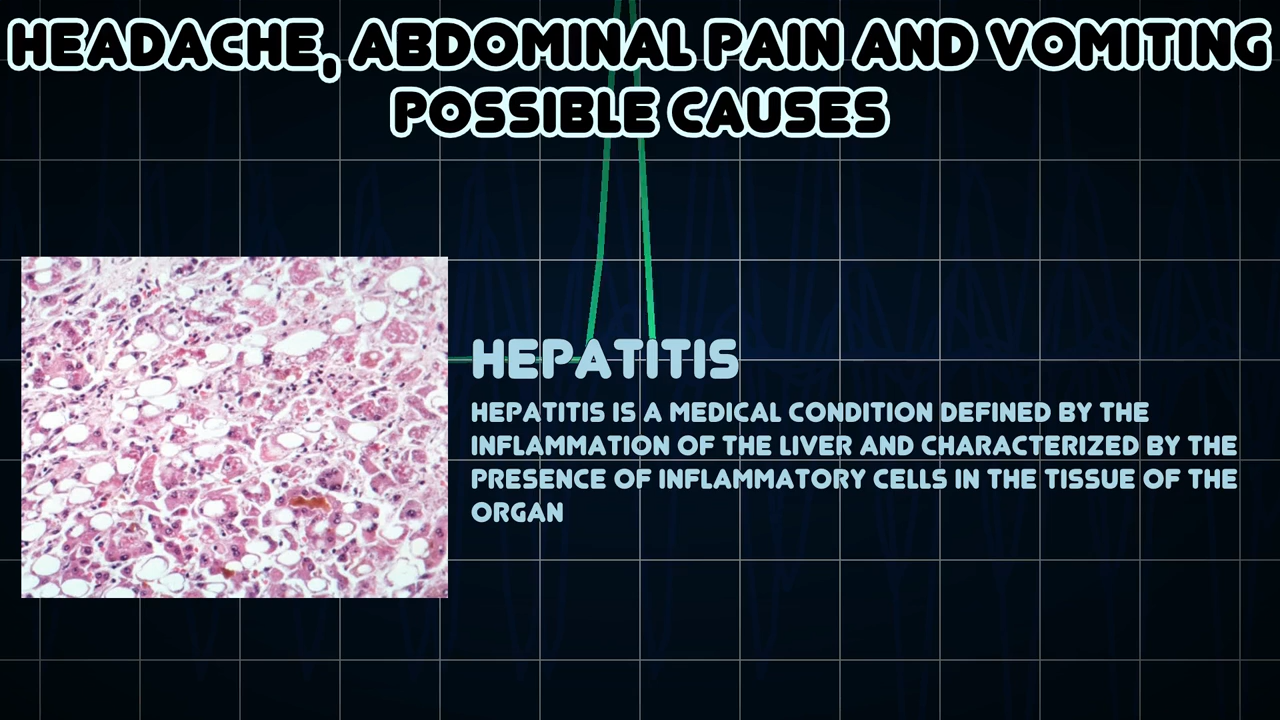 HEADACHE, ABDOMINAL PAIN AND VOMITING
POSSIBLE CAUSES
HEPATITIS
HEPATITIS IS A MEDICAL CONDITION DEFINED BY THE
INFLAMMATION OF THE LIVER AND CHARACTERIZED BY THE
PRESENCE OF INFLAMMATORY CELLS IN THE TISSUE OF THE
ORGAN